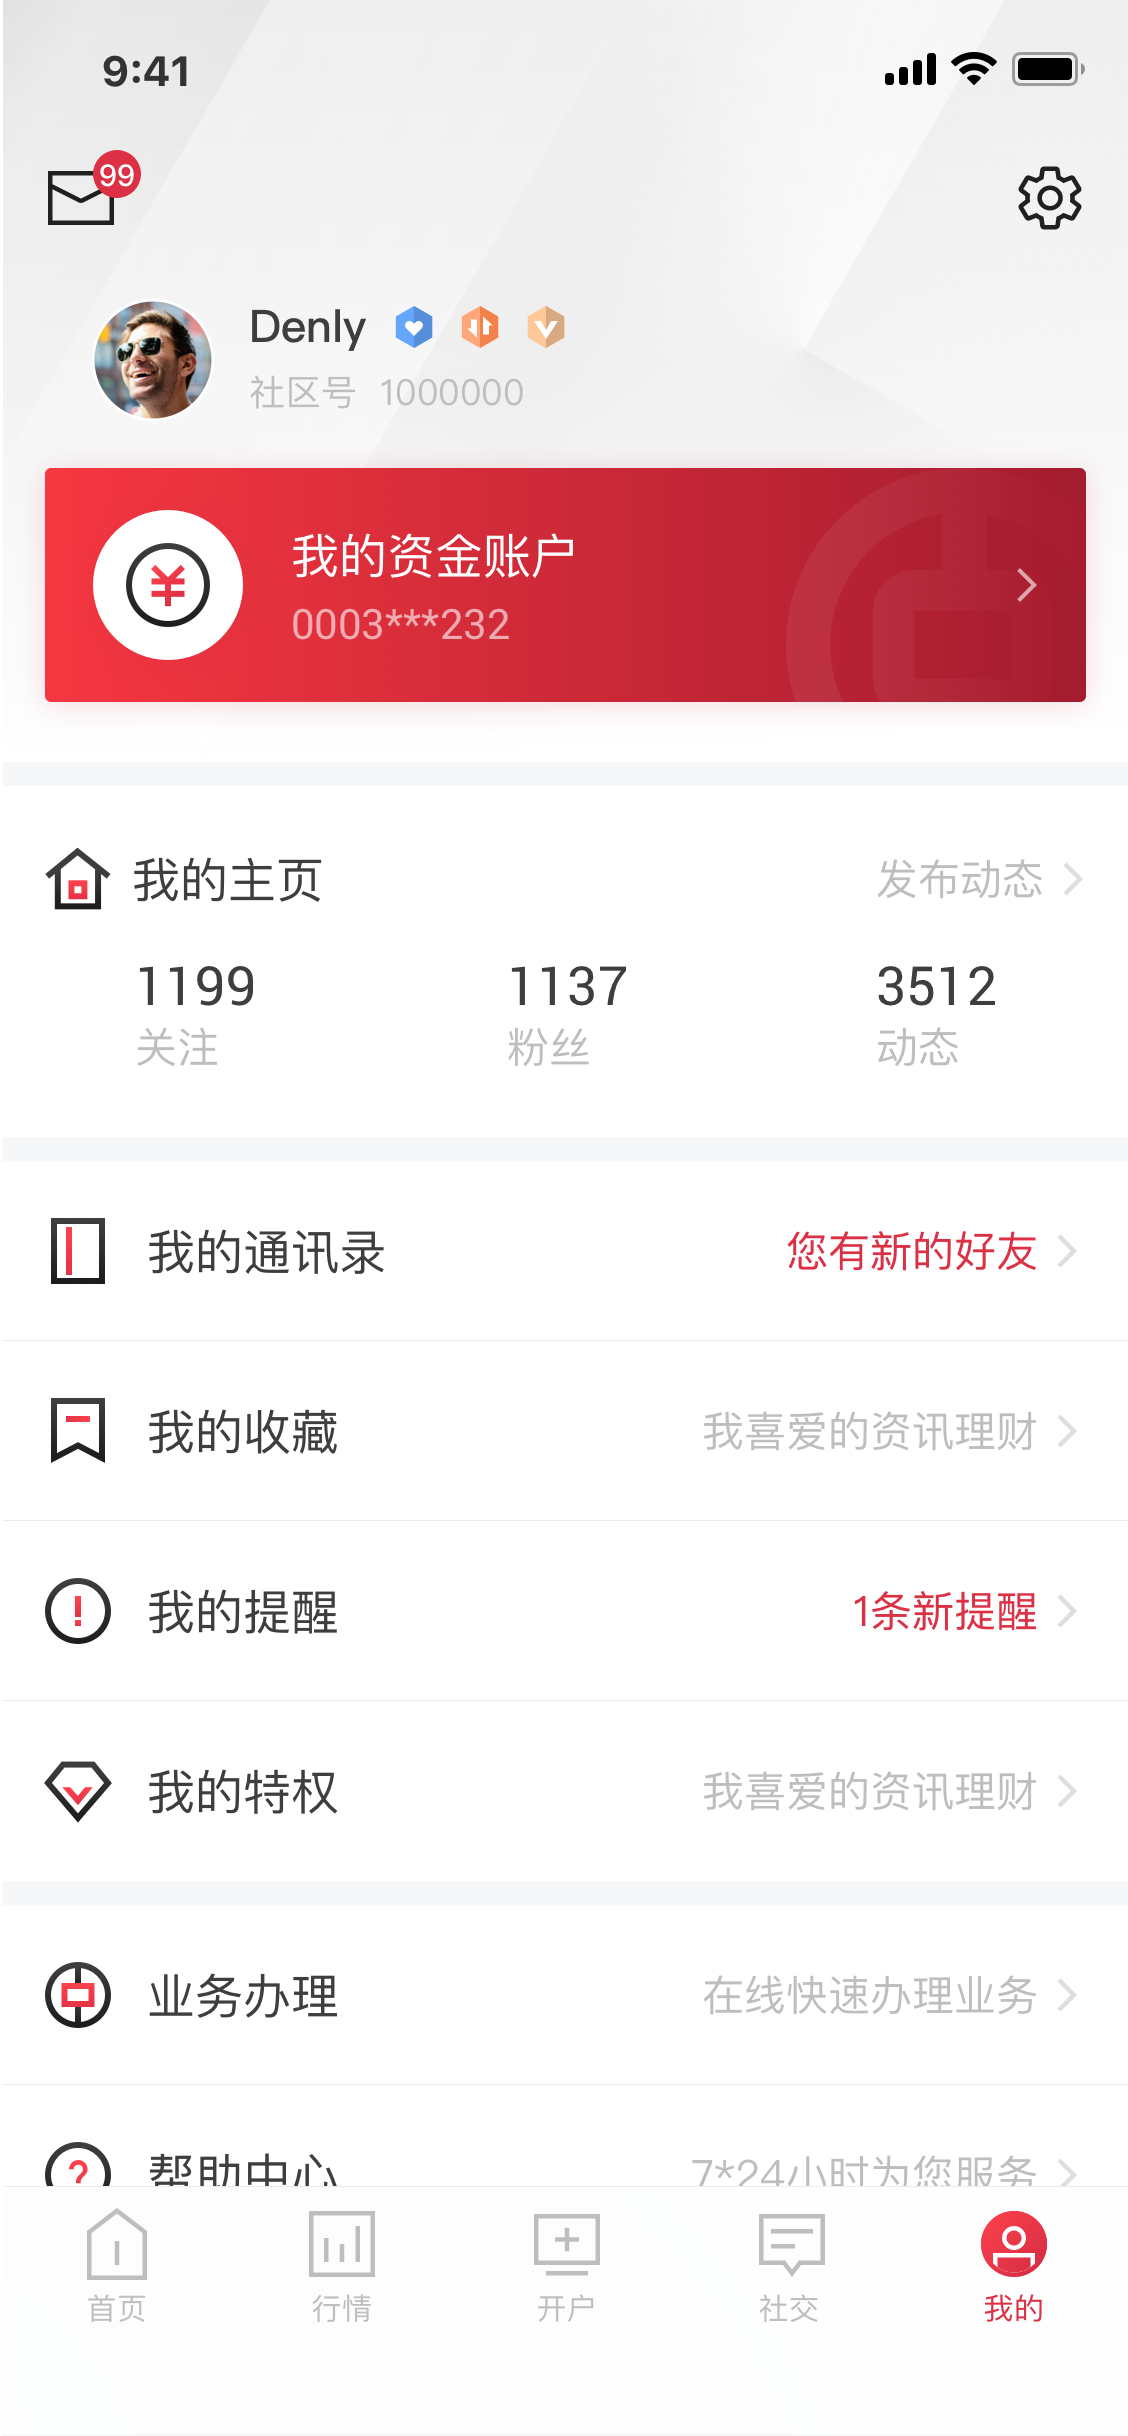 9:41
99
Denly
社区号 1000000
我的资金账户
0003***232
我的主页 发布动态
1199 1137 3512
关注 粉丝 动态
我的通讯录 您有新的好友
我的收藏 我喜爱的资讯理财
我的提醒 1条新提醒
我的特权 我喜爱的资讯理财
业务办理 在线快速办理业务
帮助中心 7*24小时为您服务
首页 行情 开户 社交 我的